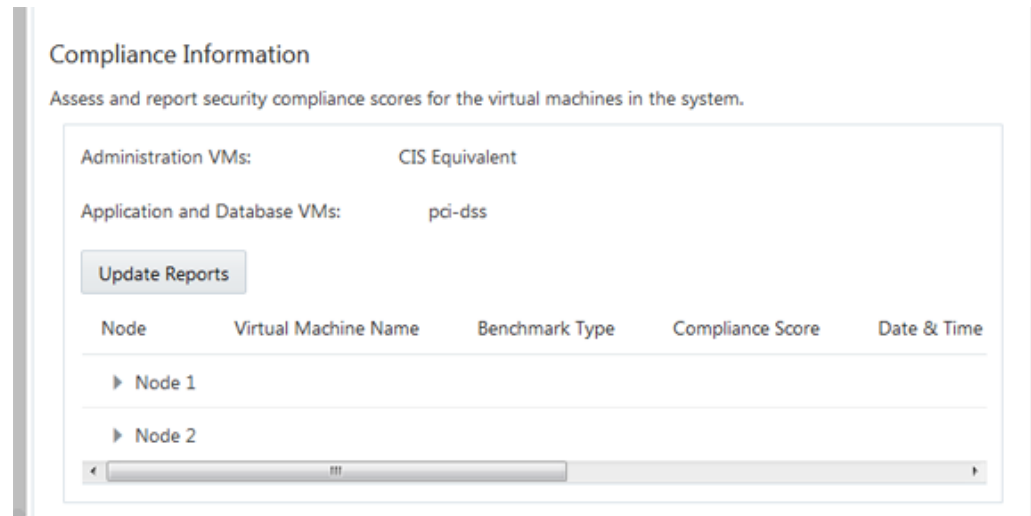 Compliance Information
Assess and report security compliance scores for the virtual machines in the system.
Administration VMs: CIS Equivalent
Application and Database VMs: pci-dss
Update Reports
Node Virtual Machine Name Benchmark Type Compliance Score Date & Time
Node 1
Node 2